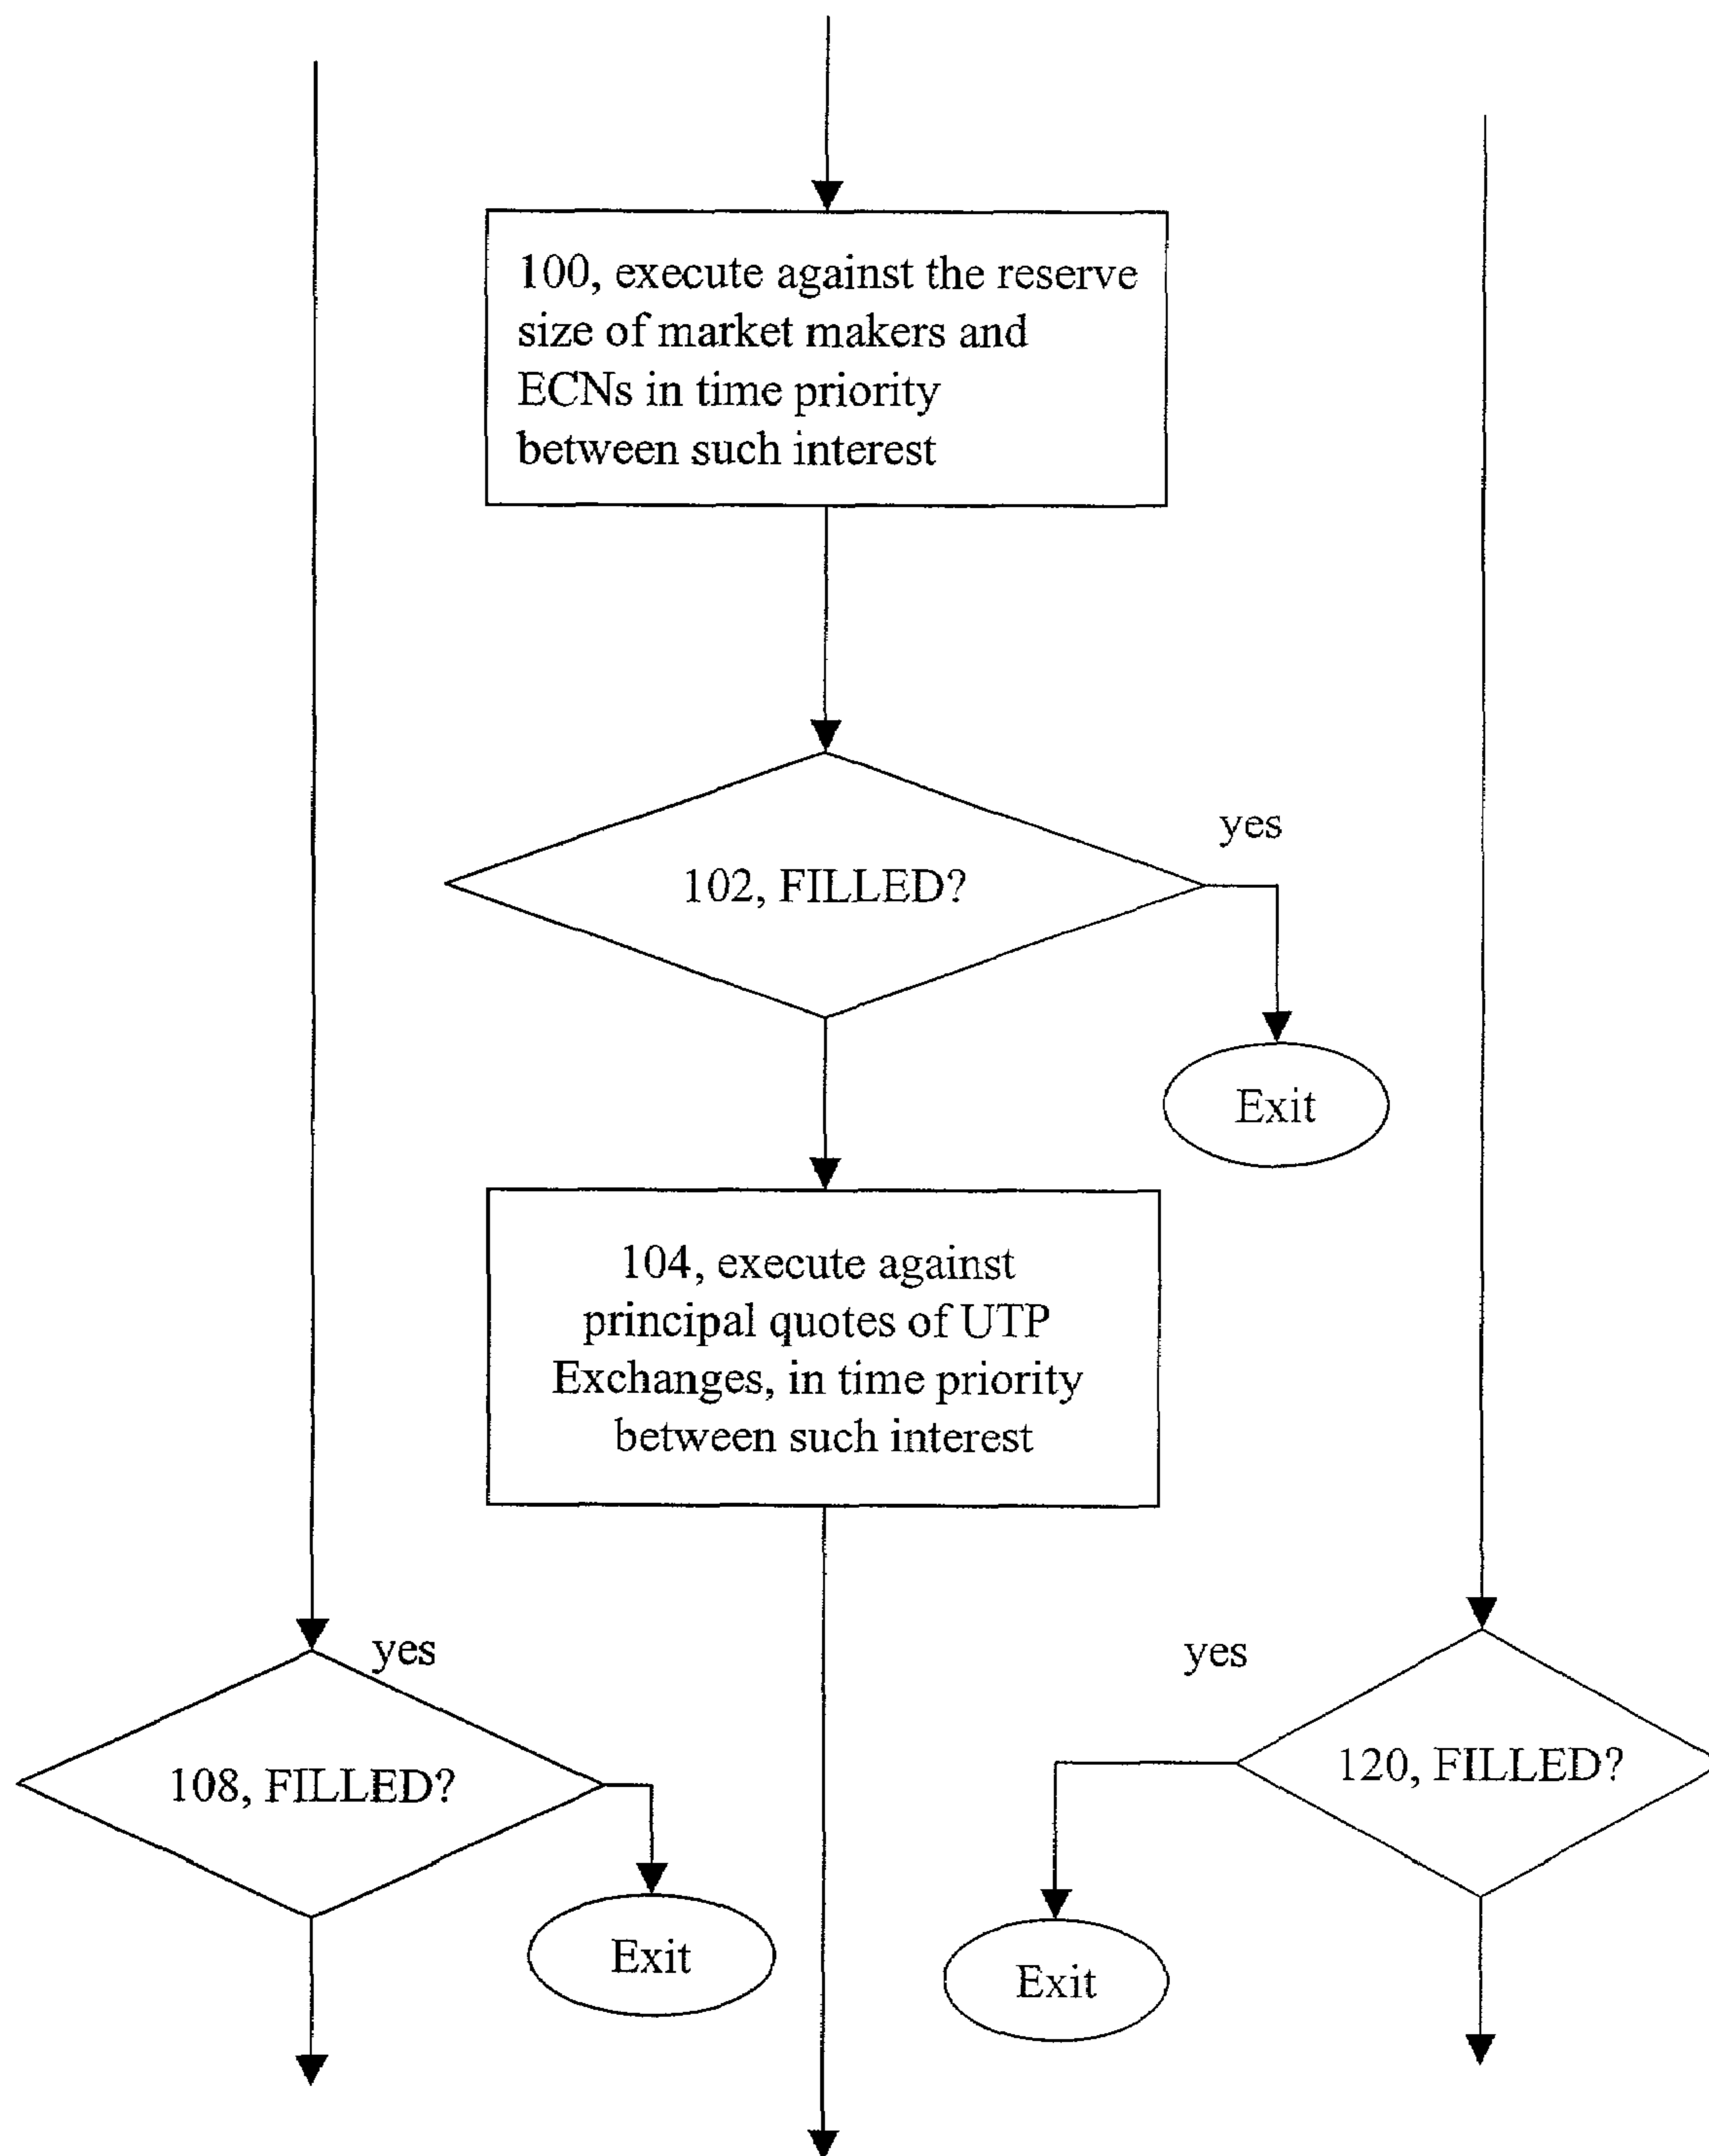 100, execute against the reserve
size of market makers and
ECNs in time priority
between such interest
yes
102, FILLED?
Exit
104, execute against
principal quotes of UTP
Exchanges, in time priority
between such interest
yes
108, FILLED?
Exit
yes
120, FILLED?
Exit